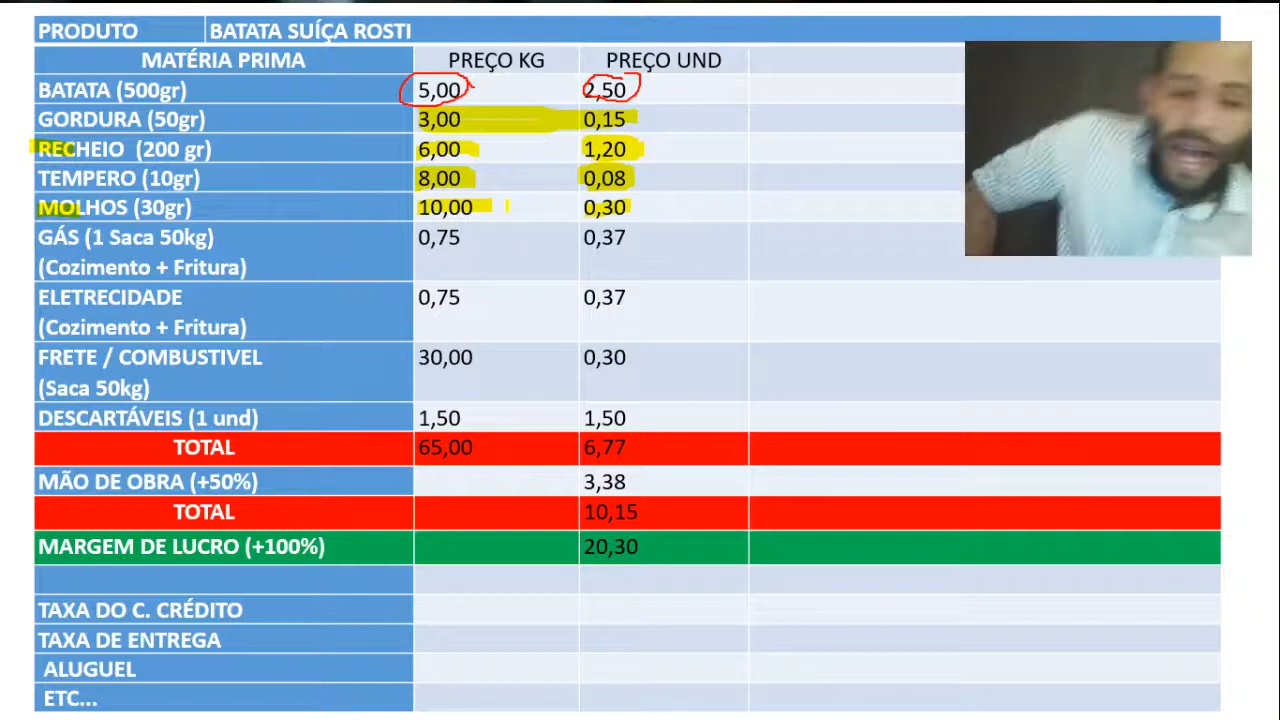 PRODUTO BATATA SUÍÇA ROSTI
MATÉRIA PRIMA PREÇO KG PREÇO UND
BATATA (500gr) 5,00 2,50
GORDURA (50gr) 3,00 0,15
RECHEIO (200 gr) 6,00 1,20
TEMPERO (10gr) 8,00 0,08
MOLHOS (30gr) 10,00 0,30
GÁS (1 Saca 50kg) 0,75 0,37
(Cozimento + Fritura)
ELETRECIDADE 0,75 0,37
(Cozimento + Fritura)
FRETE / COMBUSTIVEL 30,00 0,30
(Saca 50kg)
DESCARTÁVEIS (1 und) 1,50 1,50
TOTAL 65,00 6,77
MÃO DE OBRA (+50%) 3,38
TOTAL 10,15
MARGEM DE LUCRO (+100%) 20,30
TAXA DO C. CRÉDITO
TAXA DE ENTREGA
ALUGUEL
ETC...